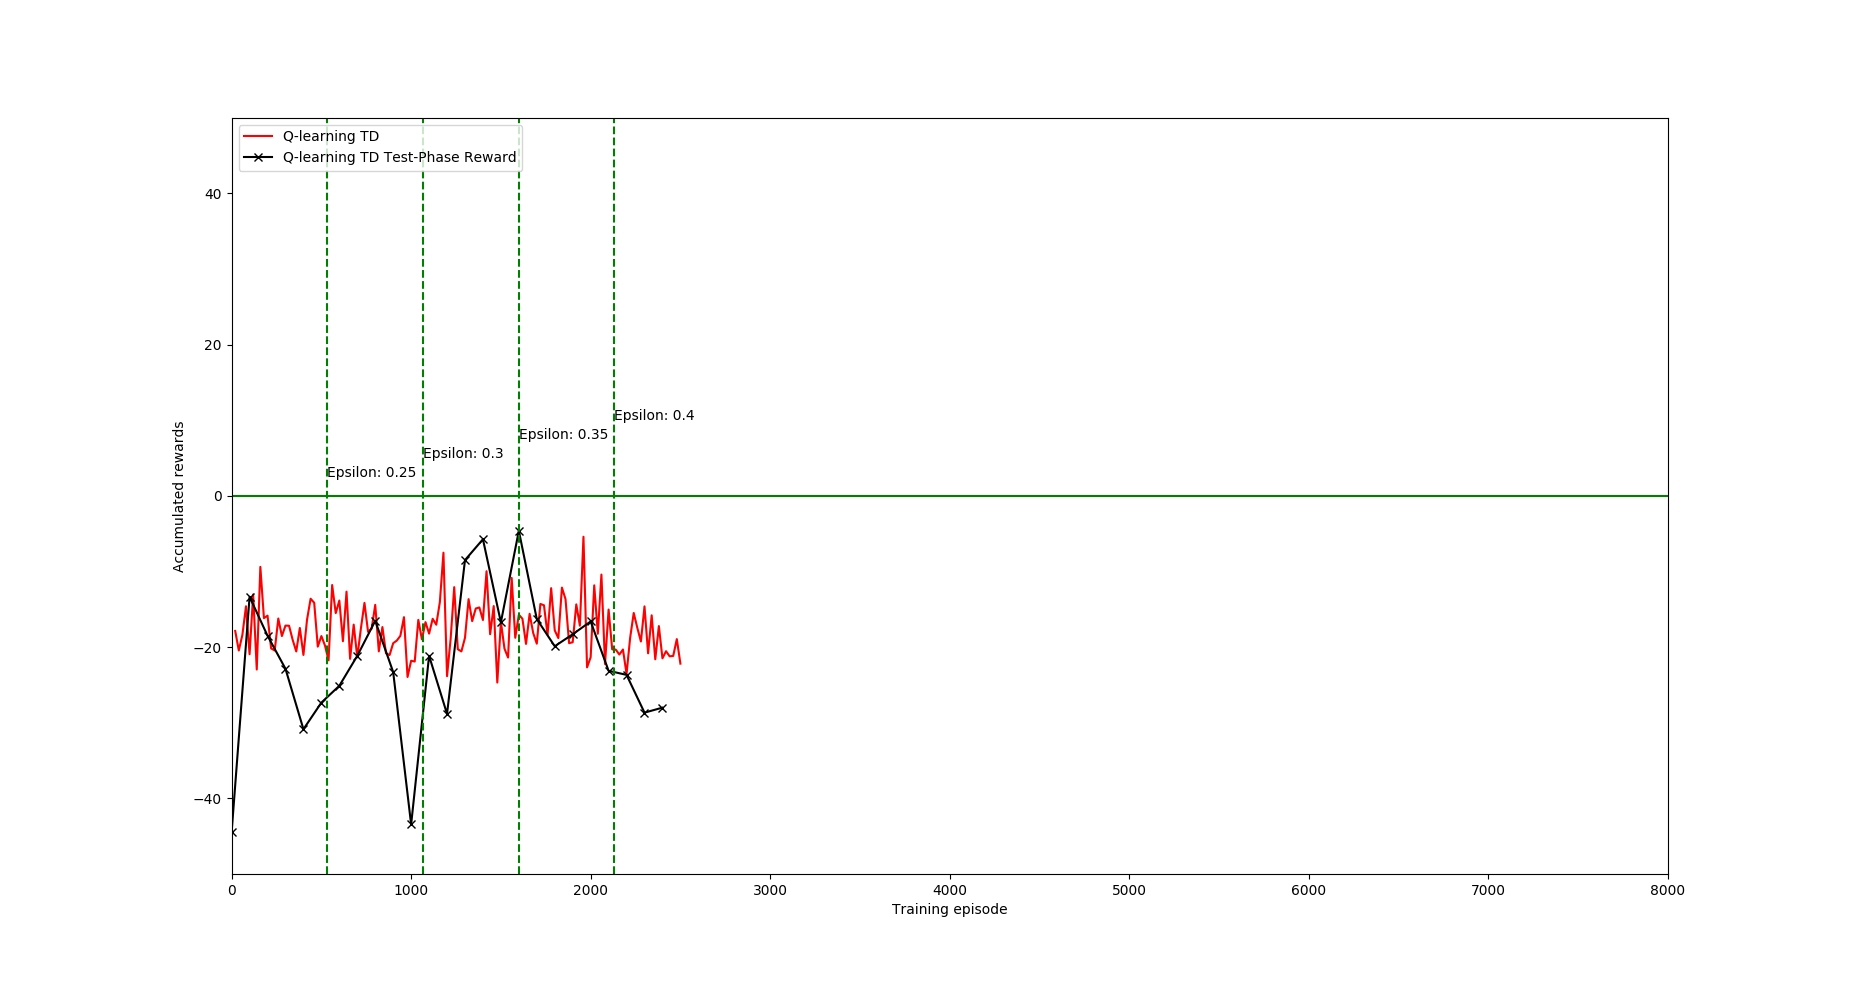 Q-learning TD
Q-learning TD Test-Phase Reward
40
20
0
−20
−40
Accumulated rewards
Epsilon: 0.4
Epsilon: 0.35
Epsilon: 0.3
Epsilon: 0.25
0 1000 2000 3000 4000 5000 6000 7000 8000
Training episode